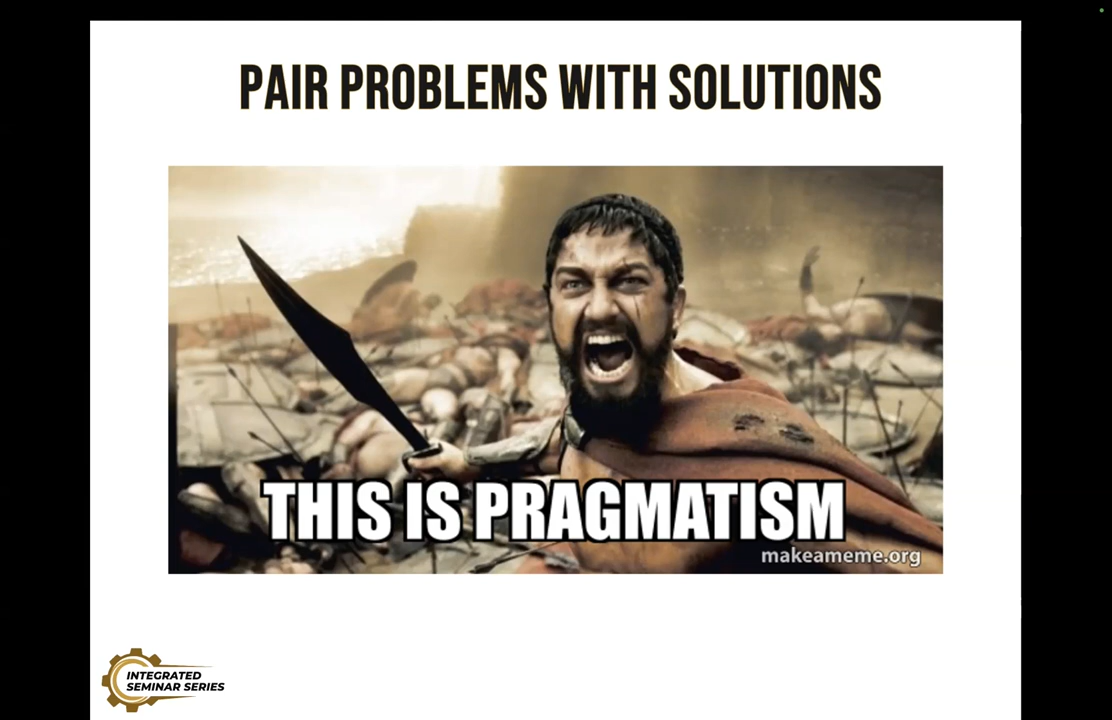 PAIR PROBLEMS WITH SOLUTIONS
THIS IS PRAGMATISM
makeameme.org
INTEGRATED
SEMINAR SERIES